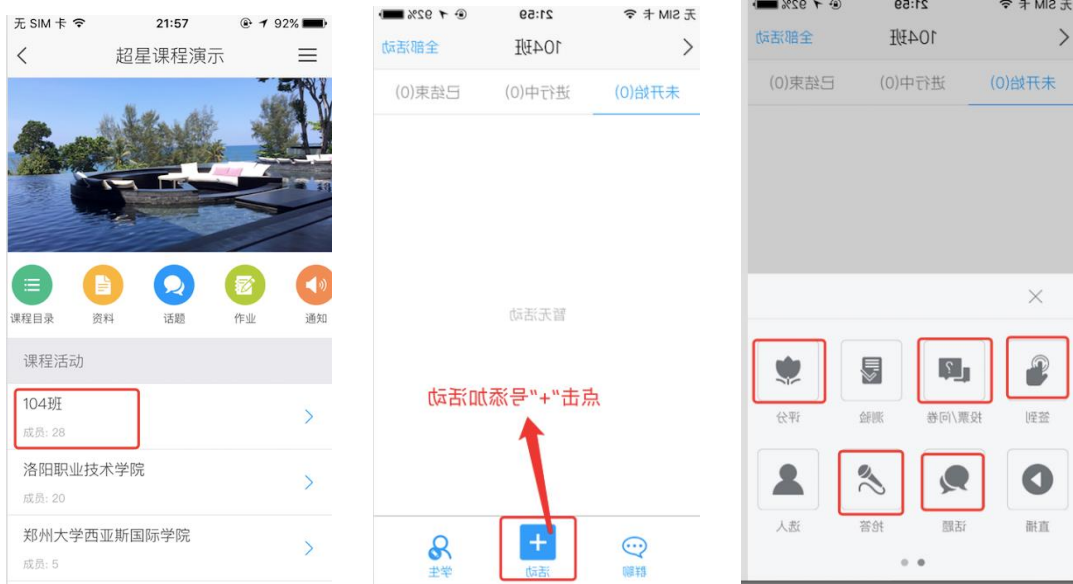 无 SIM 卡 21:57 92%
超星课程演示
课程目录 资料 话题 作业 通知
课程活动
104班
成员: 28
洛阳职业技术学院
成员: 20
郑州大学西亚斯国际学院
成员: 5
无 SIM 卡 21:59 92%
104班 全部活动
未开始(0) 进行中(0) 已结束(0)
暂无活动
点击"+"号添加活动
群聊 活动 学生
无 SIM 卡 21:59 92%
104班 全部活动
未开始(0) 进行中(0) 已结束(0)
签到 投票/问卷 测验 评分
直播 话题 抢答 选人